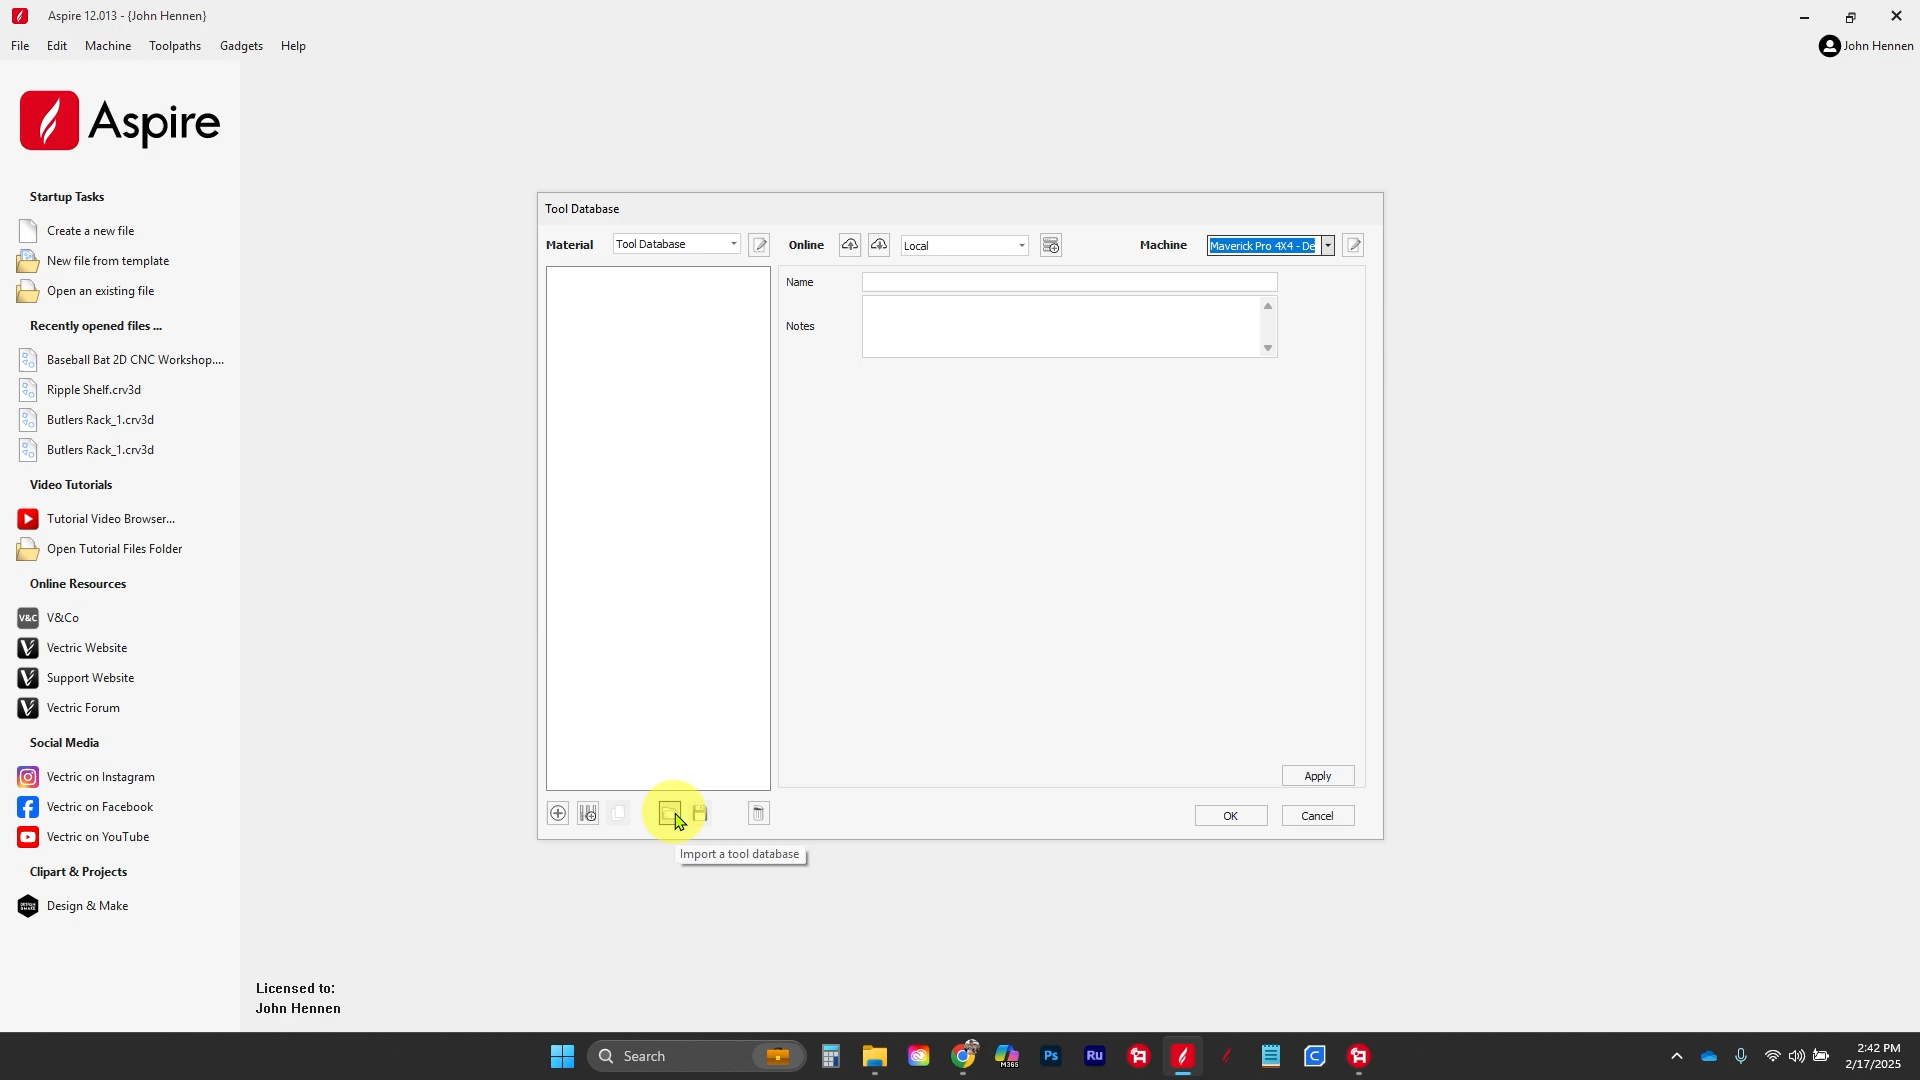 Aspire 12.013 - {John Hennen}
File Edit Machine Toolpaths Gadgets Help
John Hennen
Aspire
Startup Tasks
Create a new file
New file from template
Open an existing file
Recently opened files ...
Baseball Bat 2D CNC Workshop....
Ripple Shelf.crv3d
Butlers Rack_1.crv3d
Butlers Rack_1.crv3d
Video Tutorials
Tutorial Video Browser...
Open Tutorial Files Folder
Online Resources
V&C V&Co
Vectric Website
Support Website
Vectric Forum
Social Media
Vectric on Instagram
Vectric on Facebook
Vectric on YouTube
Clipart & Projects
Design & Make
Licensed to:
John Hennen
Tool Database
Material Tool Database Online Local Machine Maverick Pro 4X4 - De
Name
Notes
Apply
OK Cancel
Import a tool database
Search
M365
Ps
Ru
2:42 PM
2/17/2025